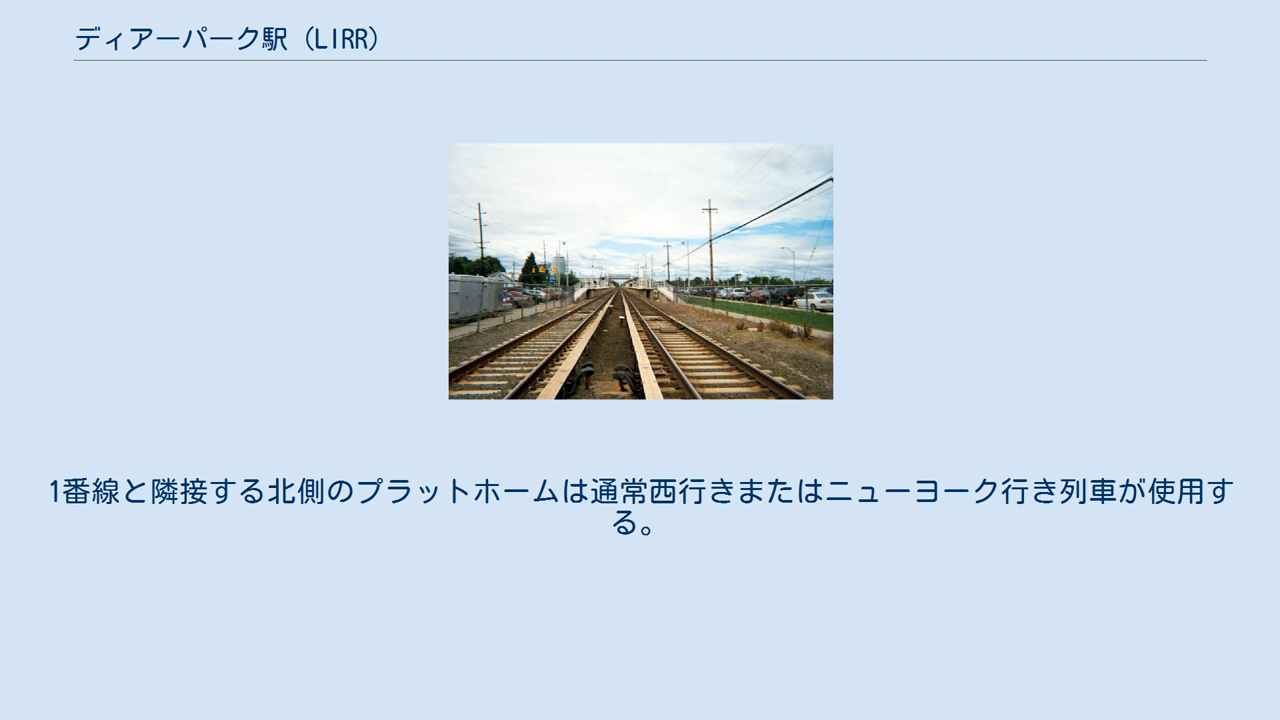 ディアーパーク駅（LIRR）
1番線と隣接する北側のプラットホームは通常西行きまたはニューヨーク行き列車が使用す
る。